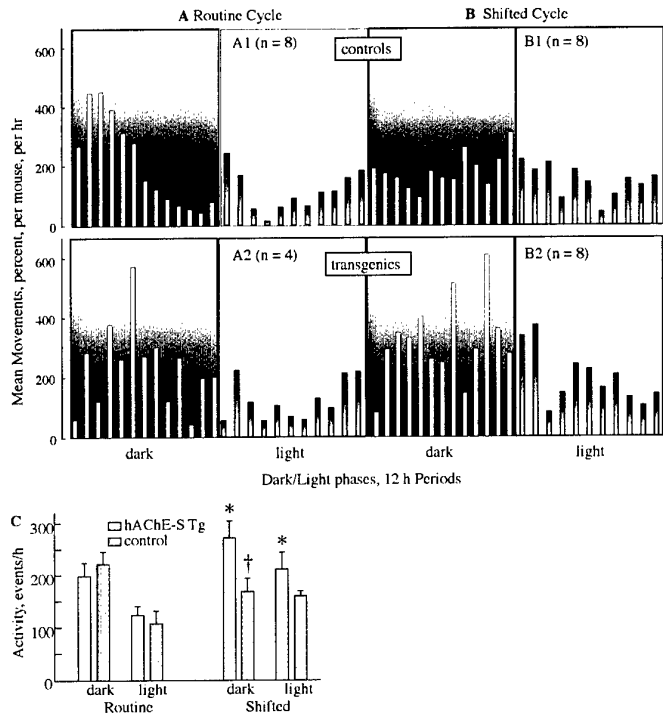 A Routine Cycle
B Shifted Cycle
Mean Movements, percent, per mouse, per hr
600
400
200
0
A1 (n = 8)
controls
B1 (n = 8)
600
400
200
0
A2 (n = 4)
transgenics
B2 (n = 8)
dark
light
dark
light
Dark/Light phases, 12 h Periods
C
Activity, events/h
300
200
100
0
hAChE-S Tg
control
*
†
*
dark
light
dark
light
Routine
Shifted